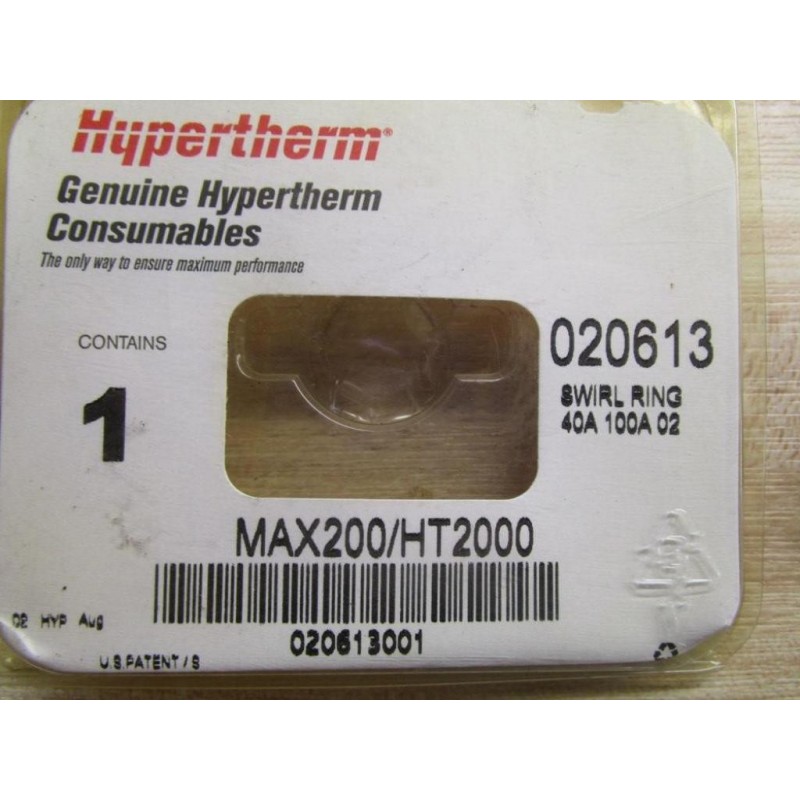 Hypertherm®
Genuine Hypertherm
Consumables
The only way to ensure maximum performance
CONTAINS
1
020613
SWIRL RING
40A 100A 02
MAX200/HT2000
020613001
02 HYP Aug
U.S.PATENT/S